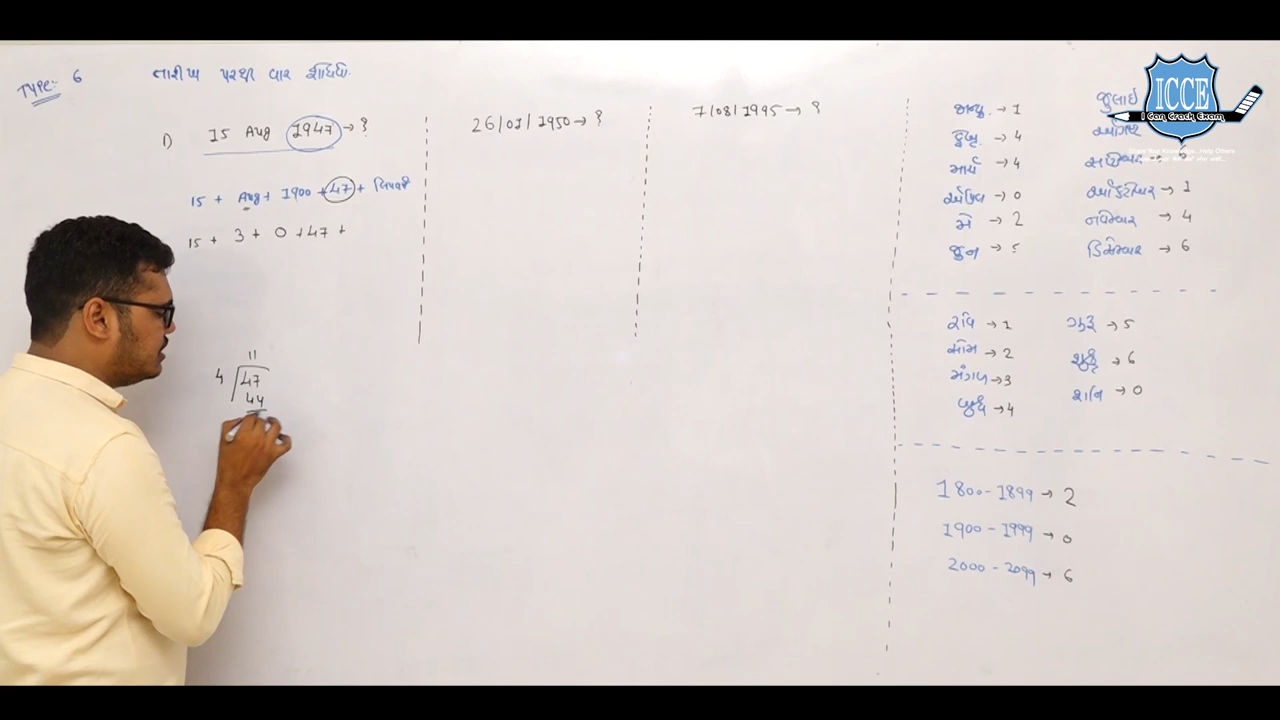 TYPE:- 6 તારીખ પરથી વાર શોધવો.
1) 15 Aug 1947 → ?
15 + Aug + 1900 + 47 +
15 + 3 + 0 + 47 +
11
4 47
44
26/01/1950 → ?
7/08/1995 → ?
જાન્યુ. → 1
ફેબ્રુ. → 4
માર્ચ → 4
એપ્રિલ → 0
મે → 2
જુન →
જુલાઈ
સપ્ટેમ્બર
ઓક્ટોબર → 1
નવેમ્બર → 4
ડિસેમ્બર → 6
રવિ → 1
સોમ → 2
મંગળ → 3
બુધ → 4
ગુરૂ → 5
શુક્ર → 6
શનિ → 0
1800 - 1899 → 2
1900 - 1999 → 0
2000 - 2099 → 6
ICCE
I Can Crack Exam